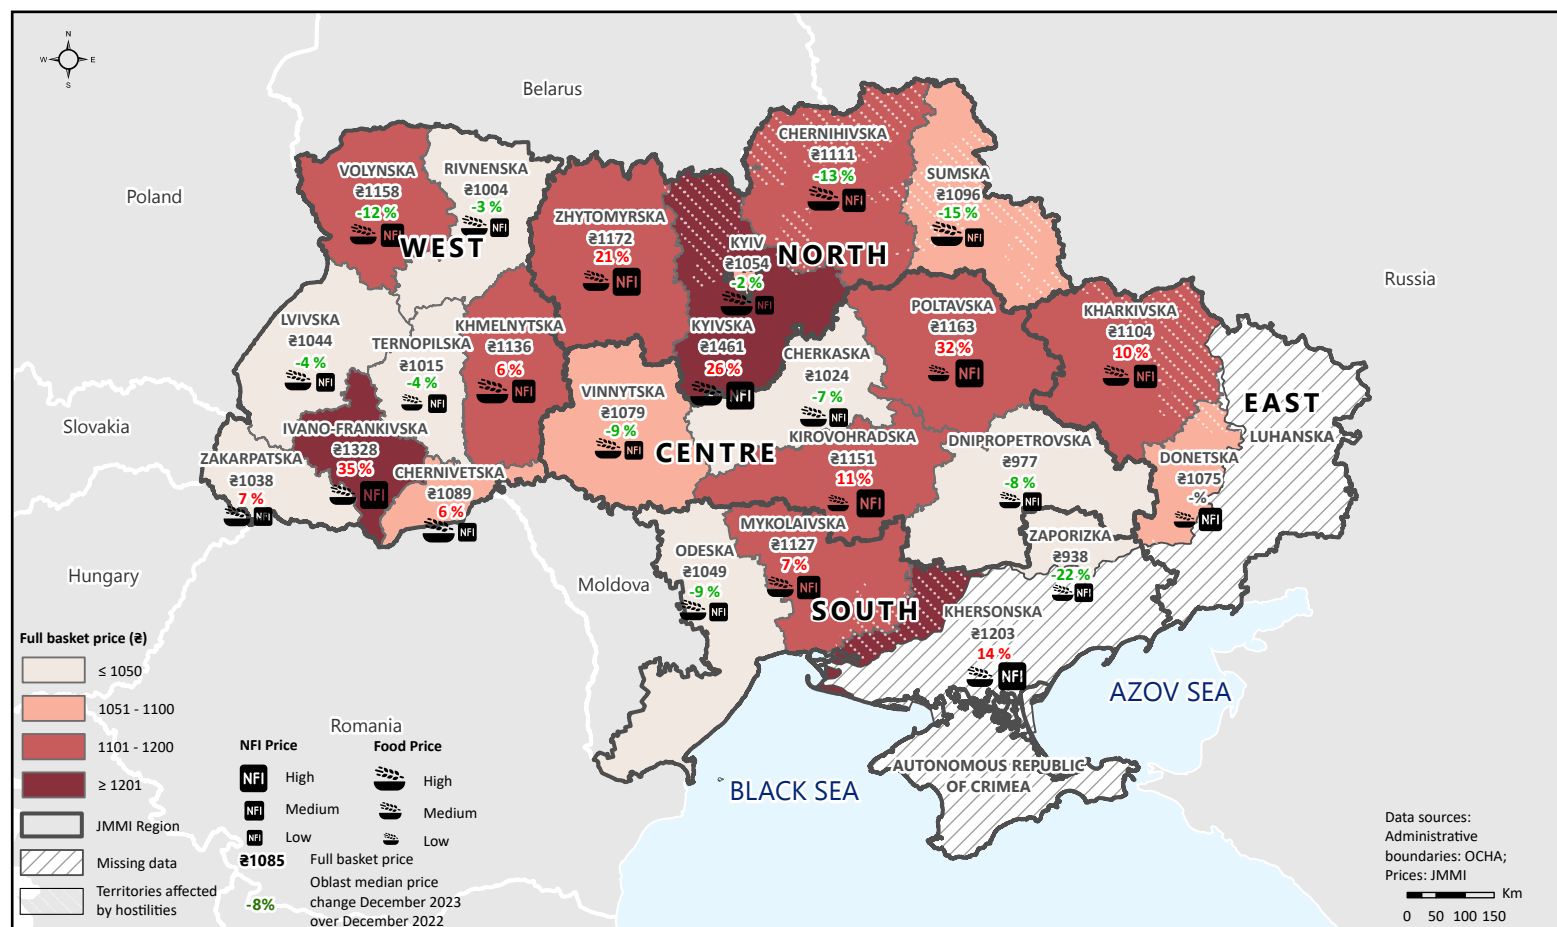 N
W
E
S
Belarus
Poland
Russia
Slovakia
Hungary
Moldova
Romania
VOLYNSKA
₴1158
-12 %
NFI
RIVNENSKA
₴1004
-3 %
NFI
WEST
ZHYTOMYRSKA
₴1172
21 %
NFI
CHERNIHIVSKA
₴1111
-13 %
NFI
SUMSKA
₴1096
-15 %
NFI
KYIV
₴1054
-2 %
NFI
NORTH
LVIVSKA
₴1044
-4 %
NFI
TERNOPILSKA
₴1015
-4 %
NFI
KHMELNYTSKA
₴1136
6 %
NFI
KYIVSKA
₴1461
26 %
NFI
POLTAVSKA
₴1163
32 %
NFI
KHARKIVSKA
₴1104
10 %
NFI
CHERKASKA
₴1024
-7 %
NFI
VINNYTSKA
₴1079
-9 %
NFI
EAST
LUHANSKA
IVANO-FRANKIVSKA
₴1328
35 %
NFI
CENTRE
KIROVOHRADSKA
₴1151
11 %
NFI
DNIPROPETROVSKA
₴977
-8 %
NFI
DONETSKA
₴1075
-%
NFI
ZAKARPATSKA
₴1038
7 %
NFI
CHERNIVETSKA
₴1089
6 %
NFI
MYKOLAIVSKA
₴1127
7 %
NFI
ODESKA
₴1049
-9 %
NFI
ZAPORIZKA
₴938
-22 %
NFI
SOUTH
KHERSONSKA
₴1203
14 %
NFI
AZOV SEA
BLACK SEA
AUTONOMOUS REPUBLIC
OF CRIMEA
Full basket price (₴)
≤ 1050
1051 - 1100
1101 - 1200
≥ 1201
JMMI Region
Missing data
Territories affected
by hostilities
NFI Price
NFI High
NFI Medium
NFI Low
Food Price
High
Medium
Low
₴1085 Full basket price
-8% Oblast median price
change December 2023
over December 2022
Data sources:
Administrative
boundaries: OCHA;
Prices: JMMI
Km
0 50 100 150